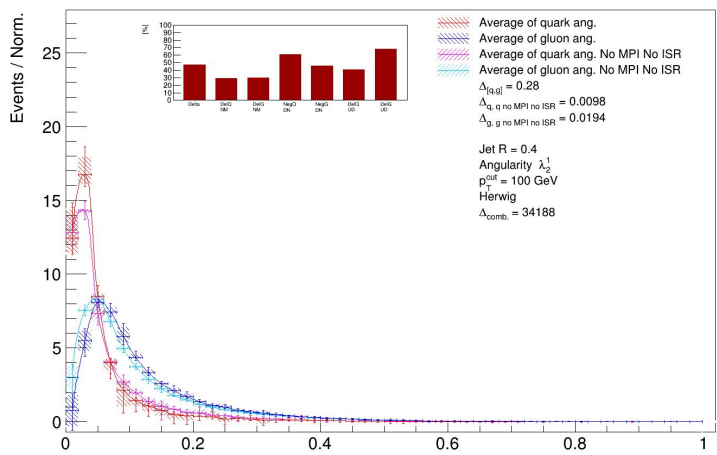 Events / Norm.
25
20
15
10
5
0
0
0.2
0.4
0.6
0.8
1
[%]
100
90
80
70
60
50
40
30
20
10
0
Delta
DelQ
NM
DelG
NM
NegQ
DN
NegG
DN
DelQ
UD
DelG
UD
Average of quark ang.
Average of gluon ang.
Average of quark ang. No MPI No ISR
Average of gluon ang. No MPI No ISR
Δ[q,g] = 0.28
Δq, q no MPI no ISR = 0.0098
Δg, g no MPI no ISR = 0.0194
Jet R = 0.4
Angularity λ₂¹
pTcut = 100 GeV
Herwig
Δcomb. = 34188